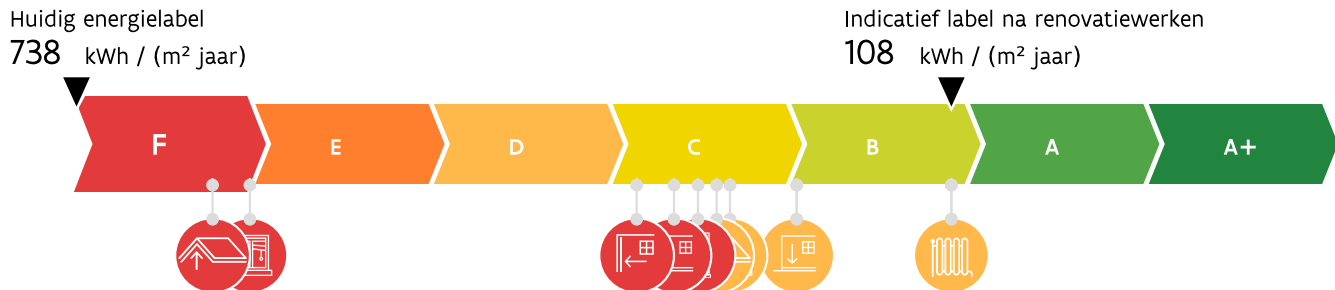 Huidig energielabel
738 kWh / (m² jaar)
Indicatief label na renovatiewerken
108 kWh / (m² jaar)
F E D C B A A+